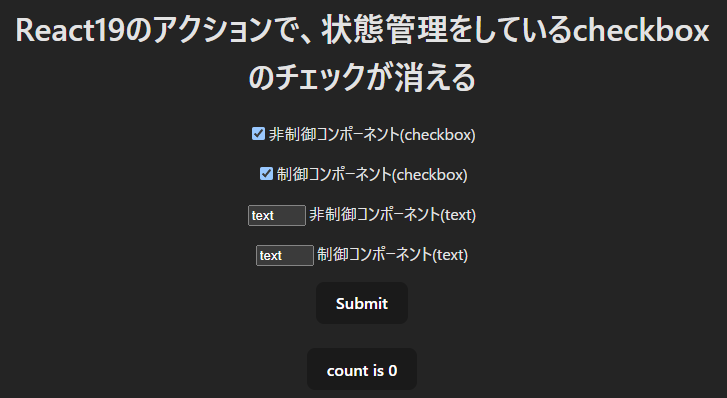 React19のアクションで、状態管理をしているcheckbox
のチェックが消える
非制御コンポーネント(checkbox)
制御コンポーネント(checkbox)
text 非制御コンポーネント(text)
text 制御コンポーネント(text)
Submit
count is 0